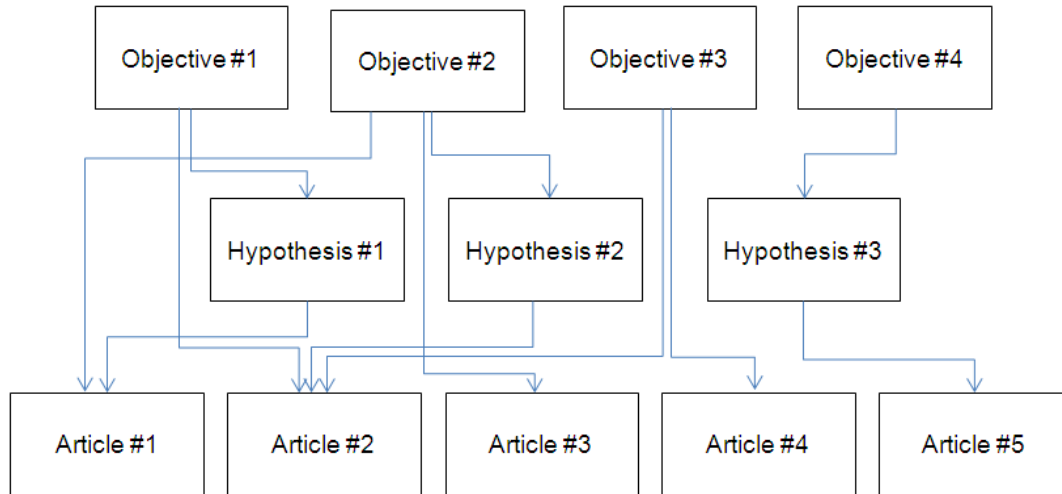 Objective #1
Objective #2
Objective #3
Objective #4
Hypothesis #1
Hypothesis #2
Hypothesis #3
Article #1
Article #2
Article #3
Article #4
Article #5